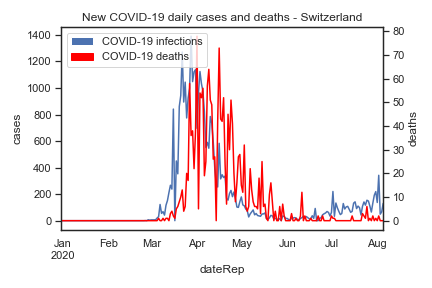 New COVID-19 daily cases and deaths - Switzerland
COVID-19 infections
COVID-19 deaths
1400
1200
1000
800
600
400
200
0
cases
80
70
60
50
40
30
20
10
0
deaths
Jan Feb Mar Apr May Jun Jul Aug
2020
dateRep